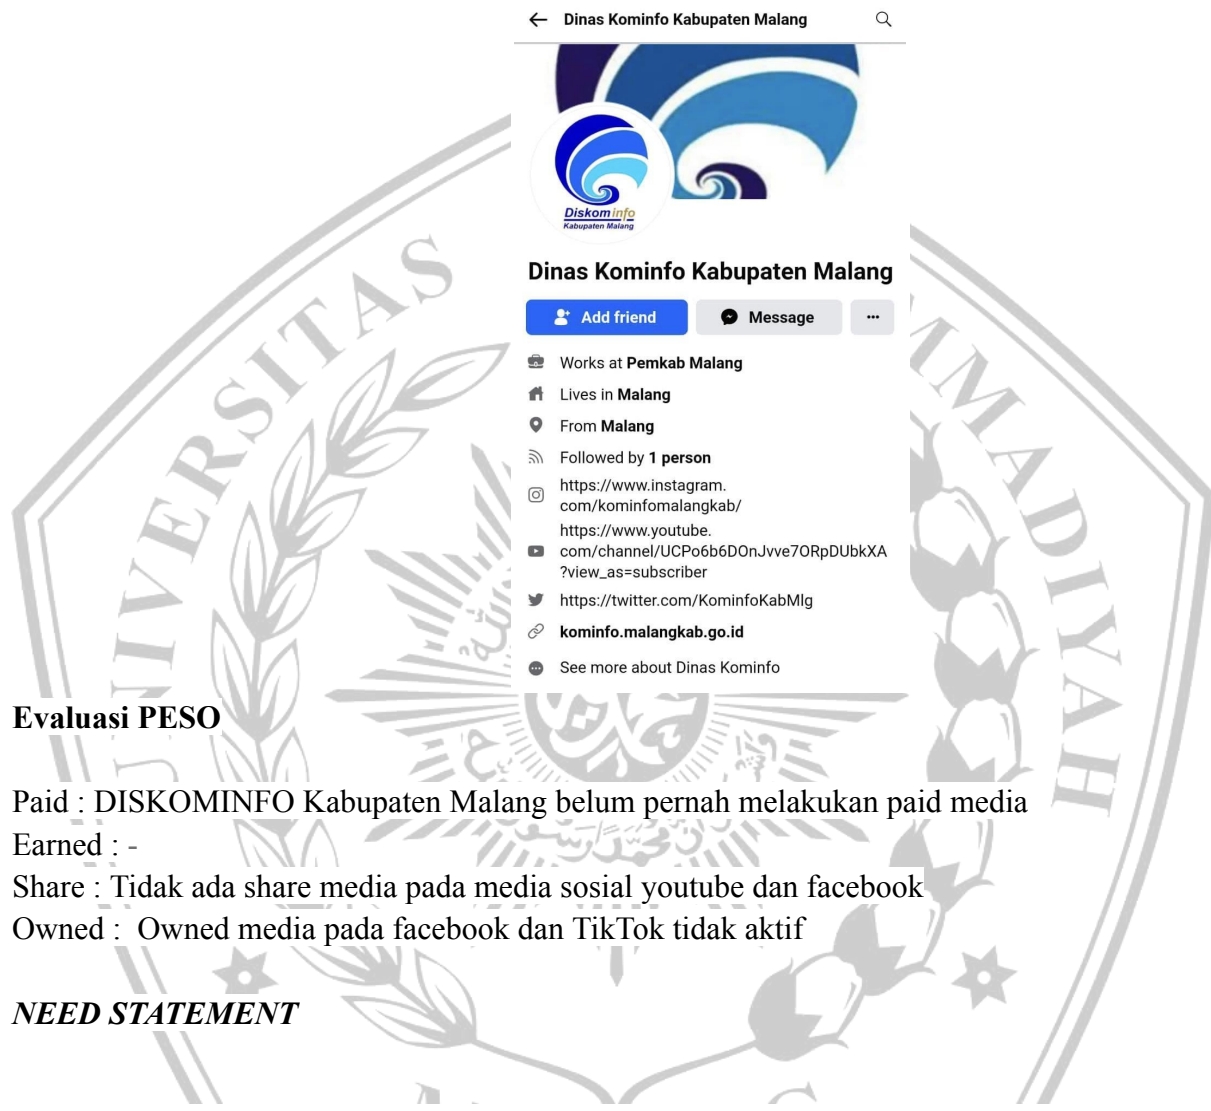 Dinas Kominfo Kabupaten Malang
Diskominfo
Kabupaten Malang
Dinas Kominfo Kabupaten Malang
Add friend
Message
Works at Pemkab Malang
Lives in Malang
From Malang
Followed by 1 person
https://www.instagram.
com/kominfomalangkab/
https://www.youtube.
com/channel/UCPo6b6DOnJvve7ORpDUbkXA
?view_as=subscriber
https://twitter.com/KominfoKabMlg
kominfo.malangkab.go.id
See more about Dinas Kominfo
Evaluasi PESO
Paid : DISKOMINFO Kabupaten Malang belum pernah melakukan paid media
Earned : -
Share : Tidak ada share media pada media sosial youtube dan facebook
Owned : Owned media pada facebook dan TikTok tidak aktif
NEED STATEMENT
UNIVERSITAS